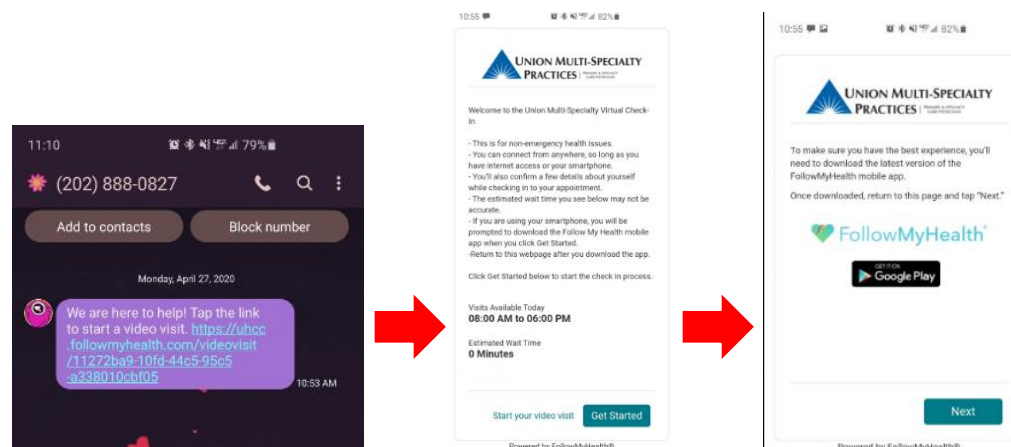 11:10
79%
(202) 888-0827
Add to contacts
Block number
Monday, April 27, 2020
We are here to help! Tap the link
to start a video visit. https://uhcc
.followmyhealth.com/videovisit
/11272ba9-10fd-44c5-95c5
-a338010cbf05
10:53 AM
10:55
82%
UNION MULTI-SPECIALTY
PRACTICES
Welcome to the Union Multi-Specialty Virtual Check-
In
- This is for non-emergency health issues.
- You can connect from anywhere, so long as you
have internet access or your smartphone.
- You'll also confirm a few details about yourself
while checking in to your appointment.
- The estimated wait time you see below may not be
accurate.
- If you are using your smartphone, you will be
prompted to download the Follow My Health mobile
app when you click Get Started.
-Return to this webpage after you download the app.
Click Get Started below to start the check in process.
Visits Available Today
08:00 AM to 06:00 PM
Estimated Wait Time
0 Minutes
Start your video visit
Get Started
Powered by FollowMyHealth®
10:55
82%
UNION MULTI-SPECIALTY
PRACTICES
To make sure you have the best experience, you'll
need to download the latest version of the
FollowMyHealth mobile app.
Once downloaded, return to this page and tap "Next."
FollowMyHealth®
GET IT ON
Google Play
Next
Powered by FollowMyHealth®